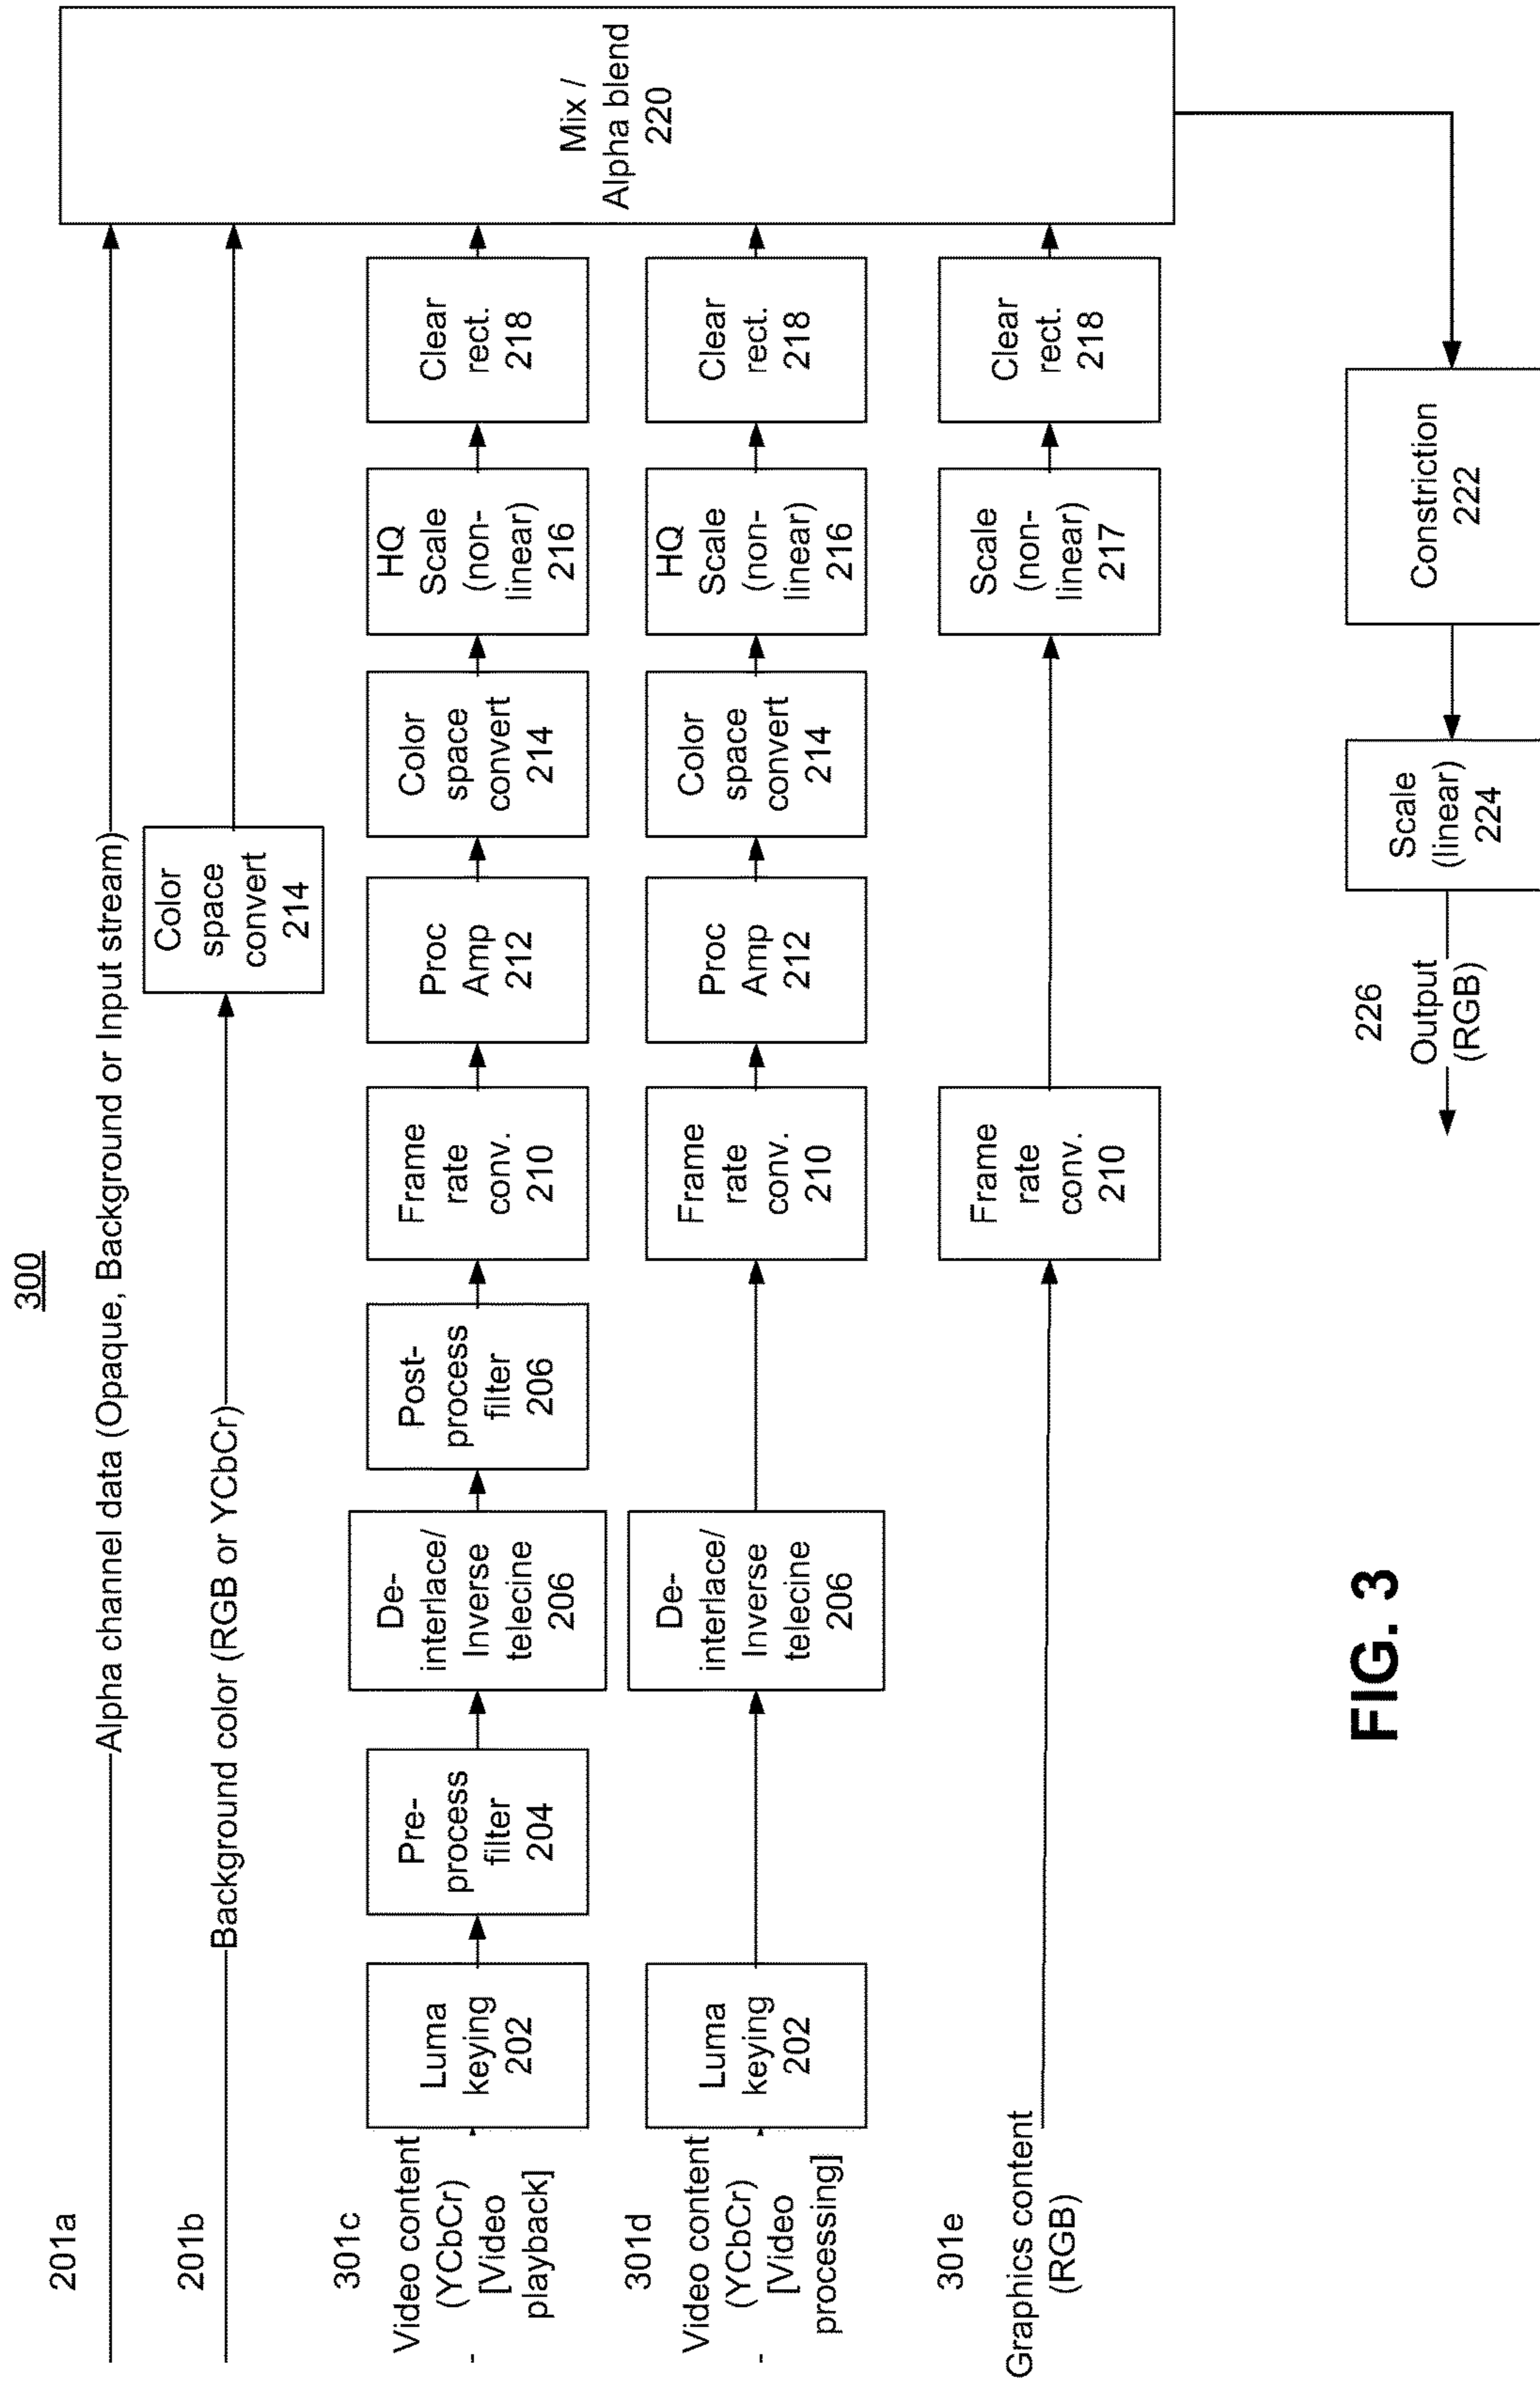 300
201a
Alpha channel data (Opaque, Background or Input stream)
201b
Background color (RGB or YCbCr)
Color
space
convert
214
301c
Video content
(YCbCr)
[Video
playback]
Luma
keying
202
Pre-
process
filter
204
De-
interlace/
Inverse
telecine
206
Post-
process
filter
206
Frame
rate
conv.
210
Proc
Amp
212
Color
space
convert
214
HQ
Scale
(non-
linear)
216
Clear
rect.
218
301d
Video content
(YCbCr)
[Video
processing]
Luma
keying
202
De-
interlace/
Inverse
telecine
206
Frame
rate
conv.
210
Proc
Amp
212
Color
space
convert
214
HQ
Scale
(non-
linear)
216
Clear
rect.
218
301e
Graphics content
(RGB)
Frame
rate
conv.
210
Scale
(non-
linear)
217
Clear
rect.
218
Mix /
Alpha blend
220
Constriction
222
Scale
(linear)
224
226
Output
(RGB)
FIG. 3